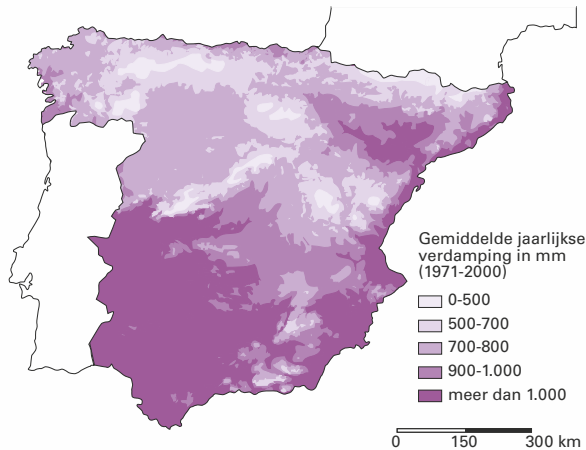 Gemiddelde jaarlijkse
verdamping in mm
(1971-2000)
0-500
500-700
700-800
900-1.000
meer dan 1.000
0 150 300 km